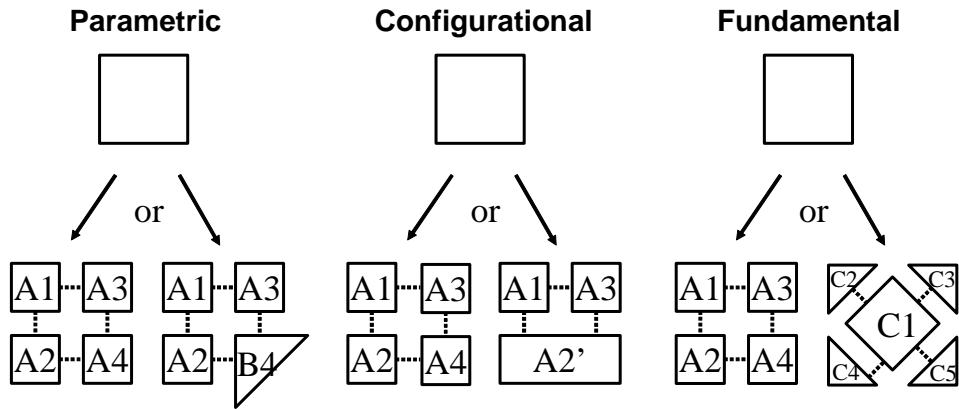 Parametric Configurational Fundamental
or or or
A1 A3 A1 A3 A1 A3 A1 A3 A1 A3 C2 C3
C1
A2 A4 A2 B4 A2 A4 A2’ A2 A4 C4 C5